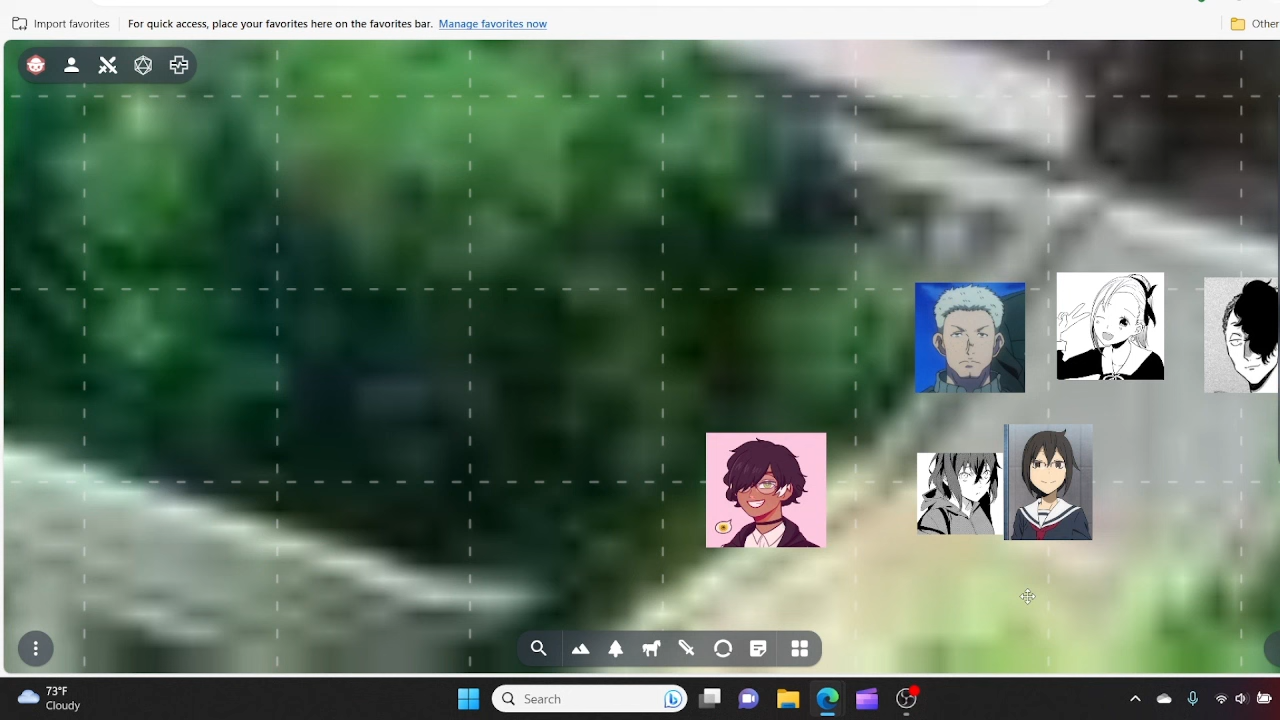 Import favorites
For quick access, place your favorites here on the favorites bar. Manage favorites now
Other
73°F
Cloudy
Search